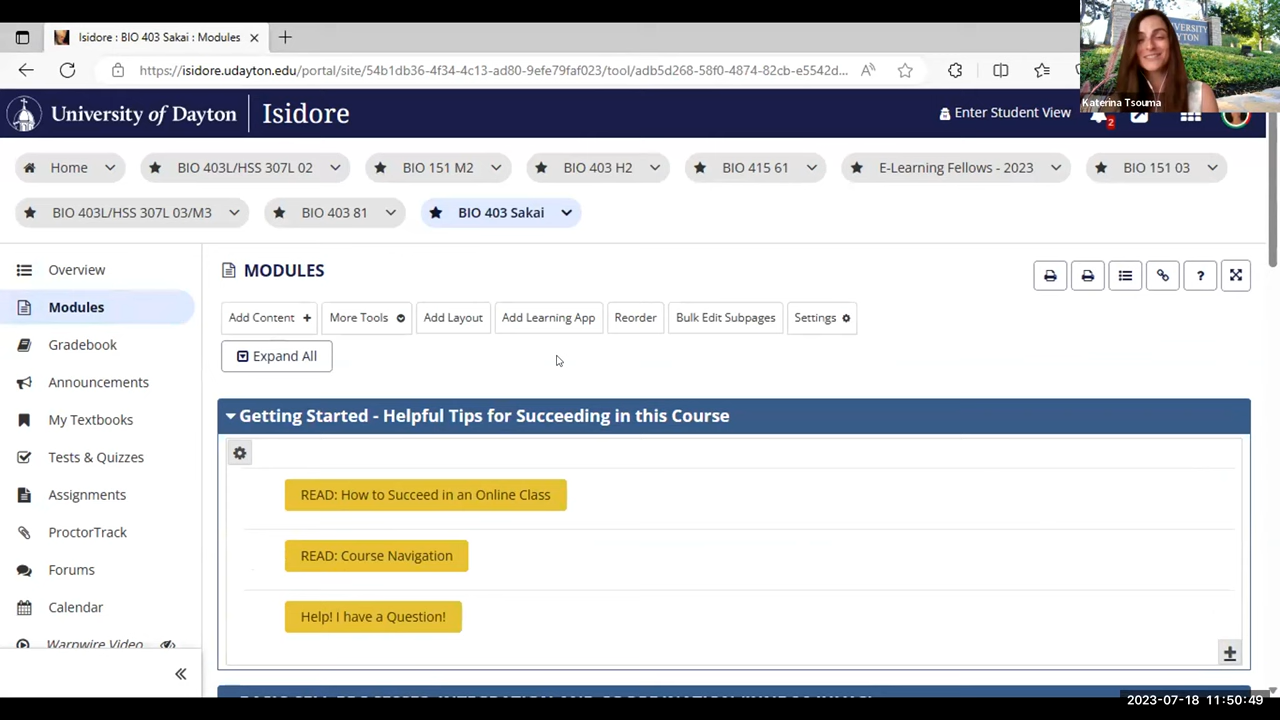 Isidore : BIO 403 Sakai : Modules
https://isidore.udayton.edu/portal/site/54b1db36-4f34-4c13-ad80-9efe79faf023/tool/adb5d268-58f0-4874-82cb-e5542d...
UNIVERSITY
DAYTON
Katerina Tsouma
University of Dayton Isidore
Enter Student View
2
Home
BIO 403L/HSS 307L 02
BIO 151 M2
BIO 403 H2
BIO 415 61
E-Learning Fellows - 2023
BIO 151 03
BIO 403L/HSS 307L 03/M3
BIO 403 81
BIO 403 Sakai
Overview
Modules
Gradebook
Announcements
My Textbooks
Tests & Quizzes
Assignments
ProctorTrack
Forums
Calendar
Warpwire Video
MODULES
Add Content +
More Tools
Add Layout
Add Learning App
Reorder
Bulk Edit Subpages
Settings
Expand All
Getting Started - Helpful Tips for Succeeding in this Course
READ: How to Succeed in an Online Class
READ: Course Navigation
Help! I have a Question!
2023-07-18 11:50:49